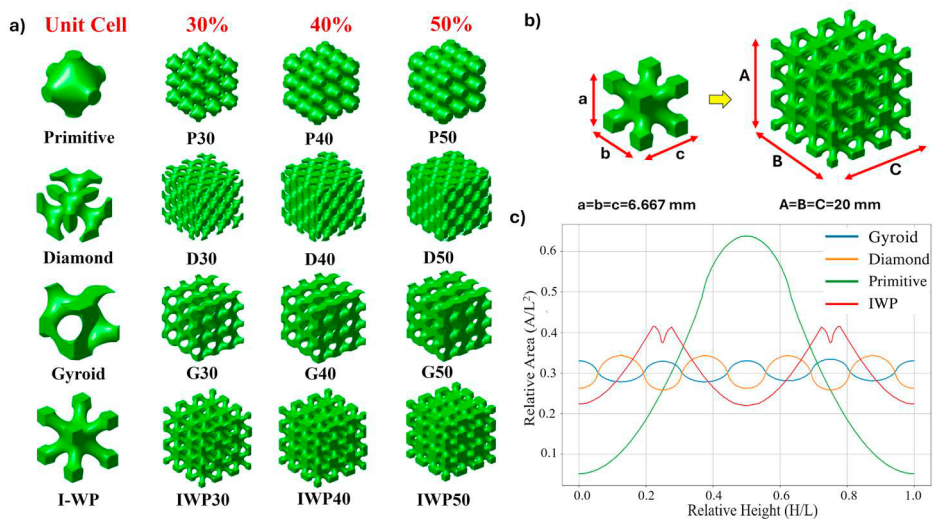 a)
Unit Cell 30% 40% 50%
Primitive P30 P40 P50
Diamond D30 D40 D50
Gyroid G30 G40 G50
I-WP IWP30 IWP40 IWP50
b)
a
b
c
A
B
C
a=b=c=6.667 mm
A=B=C=20 mm
c)
Relative Area (A/L²)
0.6
0.5
0.4
0.3
0.2
0.1
Gyroid
Diamond
Primitive
IWP
0.0 0.2 0.4 0.6 0.8 1.0
Relative Height (H/L)